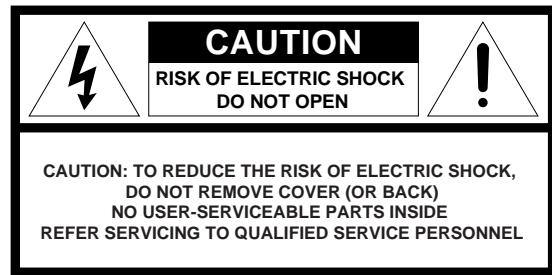 CAUTION
RISK OF ELECTRIC SHOCK
DO NOT OPEN
CAUTION: TO REDUCE THE RISK OF ELECTRIC SHOCK,
DO NOT REMOVE COVER (OR BACK)
NO USER-SERVICEABLE PARTS INSIDE
REFER SERVICING TO QUALIFIED SERVICE PERSONNEL